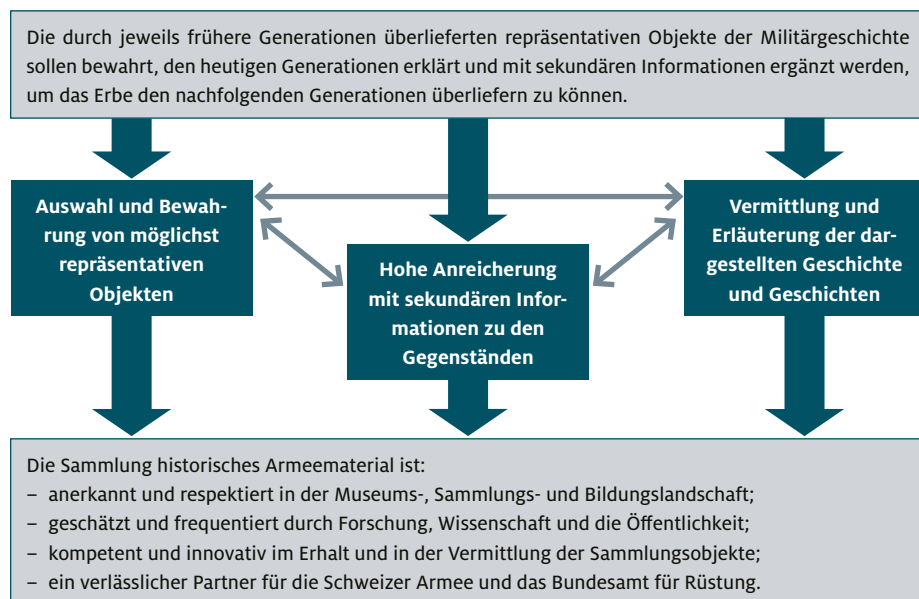 Die durch jeweils frühere Generationen überlieferten repräsentativen Objekte der Militärgeschichte
sollen bewahrt, den heutigen Generationen erklärt und mit sekundären Informationen ergänzt werden,
um das Erbe den nachfolgenden Generationen überliefern zu können.
Auswahl und Bewah-
rung von möglichst
repräsentativen
Objekten
Hohe Anreicherung
mit sekundären Infor-
mationen zu den
Gegenständen
Vermittlung und
Erläuterung der dar-
gestellten Geschichte
und Geschichten
Die Sammlung historisches Armeematerial ist:
– anerkannt und respektiert in der Museums-, Sammlungs- und Bildungslandschaft;
– geschätzt und frequentiert durch Forschung, Wissenschaft und die Öffentlichkeit;
– kompetent und innovativ im Erhalt und in der Vermittlung der Sammlungsobjekte;
– ein verlässlicher Partner für die Schweizer Armee und das Bundesamt für Rüstung.